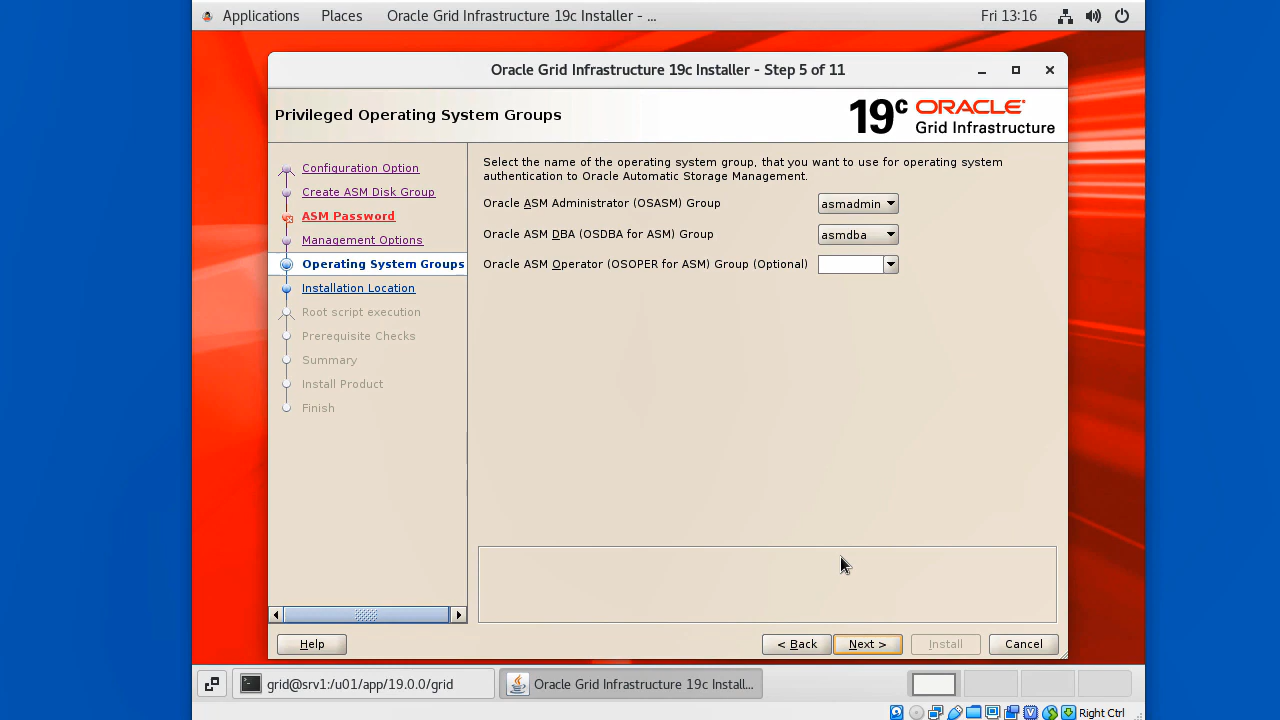 Applications Places Oracle Grid Infrastructure 19c Installer - ... Fri 13:16
Oracle Grid Infrastructure 19c Installer - Step 5 of 11
Privileged Operating System Groups
19c ORACLE
Grid Infrastructure
Configuration Option
Create ASM Disk Group
ASM Password
Management Options
Operating System Groups
Installation Location
Root script execution
Prerequisite Checks
Summary
Install Product
Finish
Select the name of the operating system group, that you want to use for operating system
authentication to Oracle Automatic Storage Management.
Oracle ASM Administrator (OSASM) Group asmadmin
Oracle ASM DBA (OSDBA for ASM) Group asmdba
Oracle ASM Operator (OSOPER for ASM) Group (Optional)
Help < Back Next > Install Cancel
grid@srv1:/u01/app/19.0.0/grid Oracle Grid Infrastructure 19c Install...
Right Ctrl